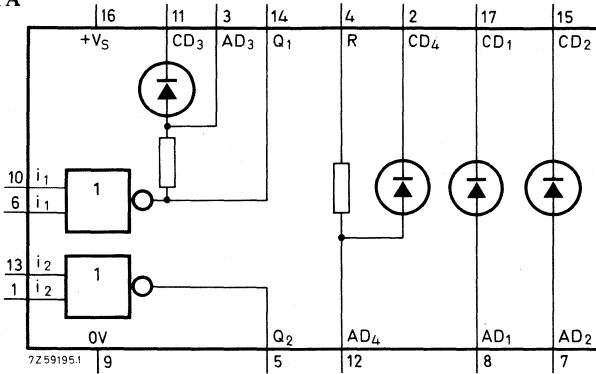 A
16 11 3 14 4 2 17 15
+VS CD3 AD3 Q1 R CD4 CD1 CD2
10 i1
1
6 i1
13 i2
1
1 i2
0V Q2 AD4 AD1 AD2
7Z59195.1 9 5 12 8 7